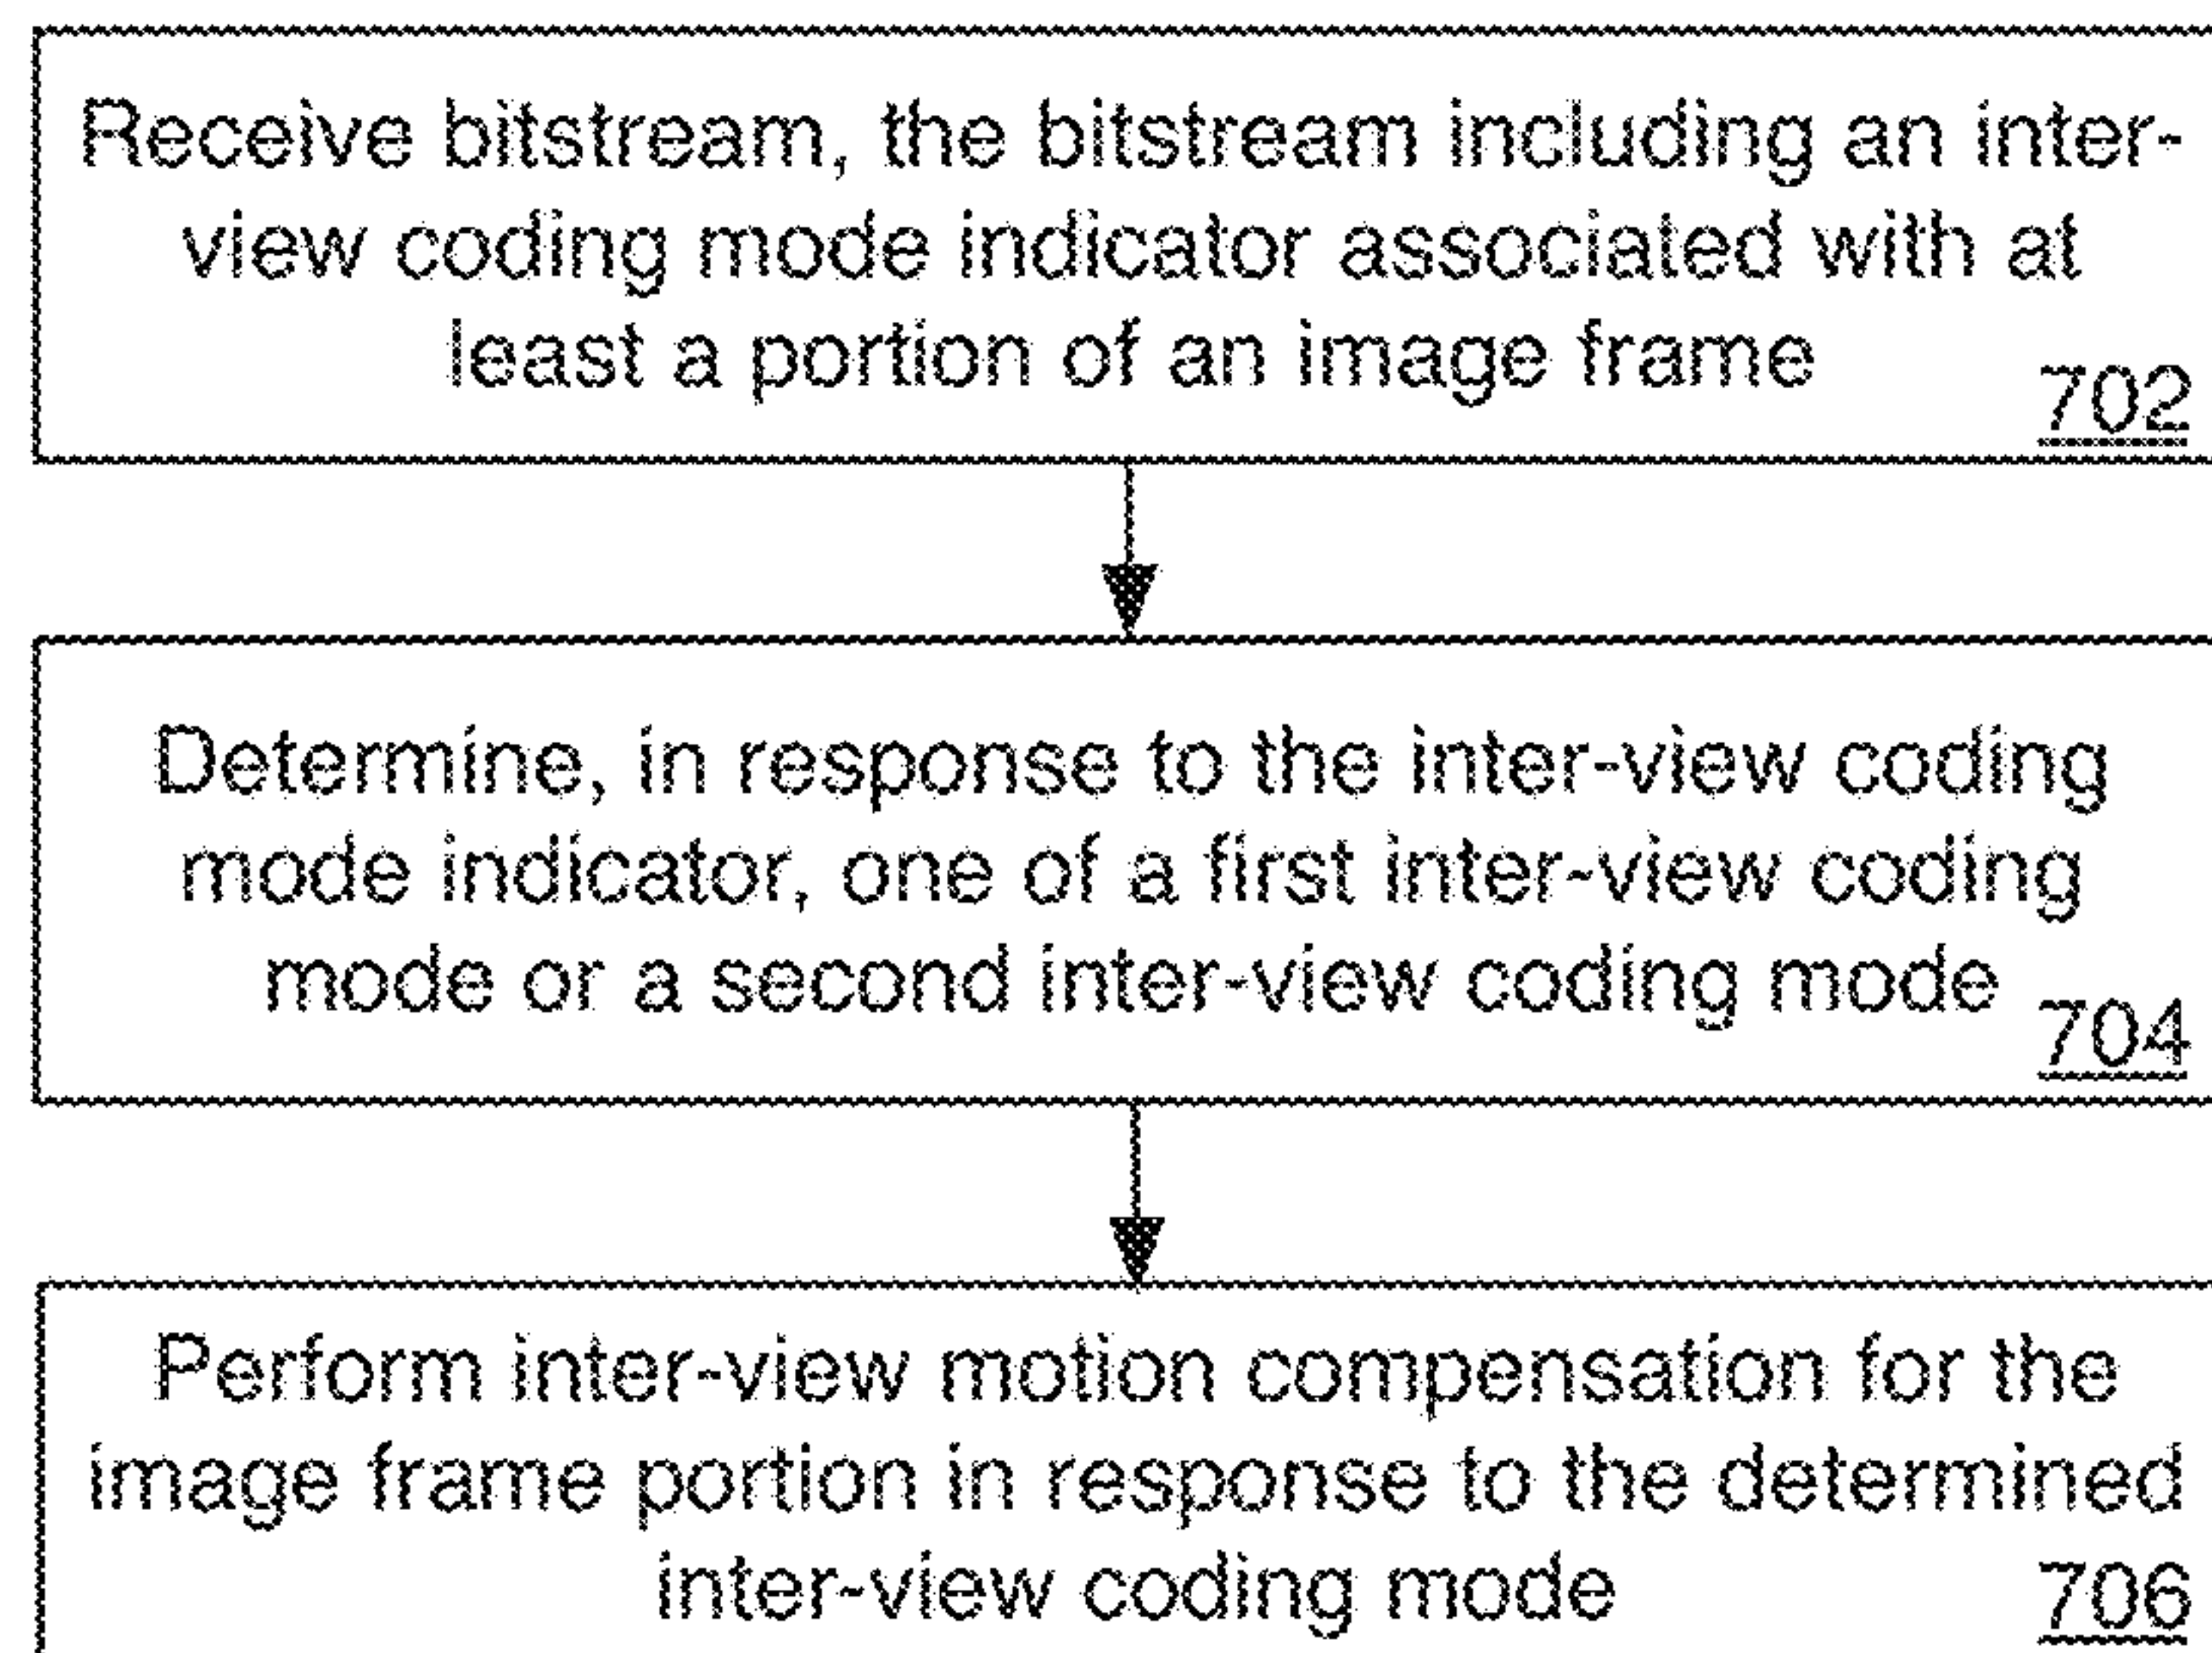 Receive bitstream, the bitstream including an inter-
view coding mode indicator associated with at
least a portion of an image frame
702
Determine, in response to the inter-view coding
mode indicator, one of a first inter-view coding
mode or a second inter-view coding mode
704
Perform inter-view motion compensation for the
image frame portion in response to the determined
inter-view coding mode
706